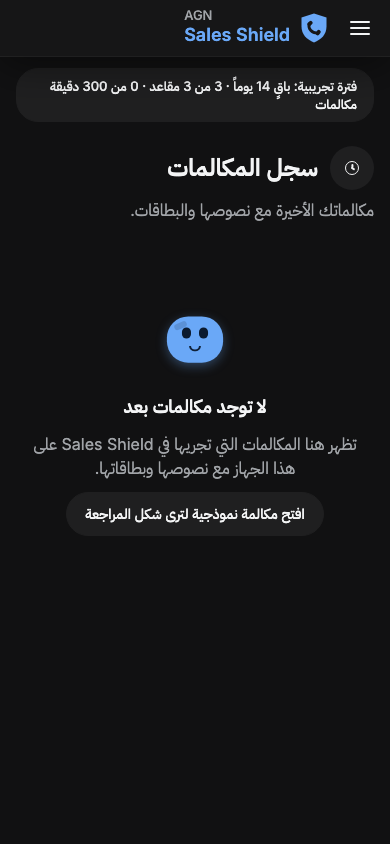 AGN
Sales Shield
فترة تجريبية: باقٍ 14 يوماً · 3 من 3 مقاعد · 0 من 300 دقيقة
مكالمات
سجل المكالمات
مكالماتك الأخيرة مع نصوصها والبطاقات.
لا توجد مكالمات بعد
تظهر هنا المكالمات التي تجريها في Sales Shield على
هذا الجهاز مع نصوصها وبطاقاتها.
افتح مكالمة نموذجية لترى شكل المراجعة